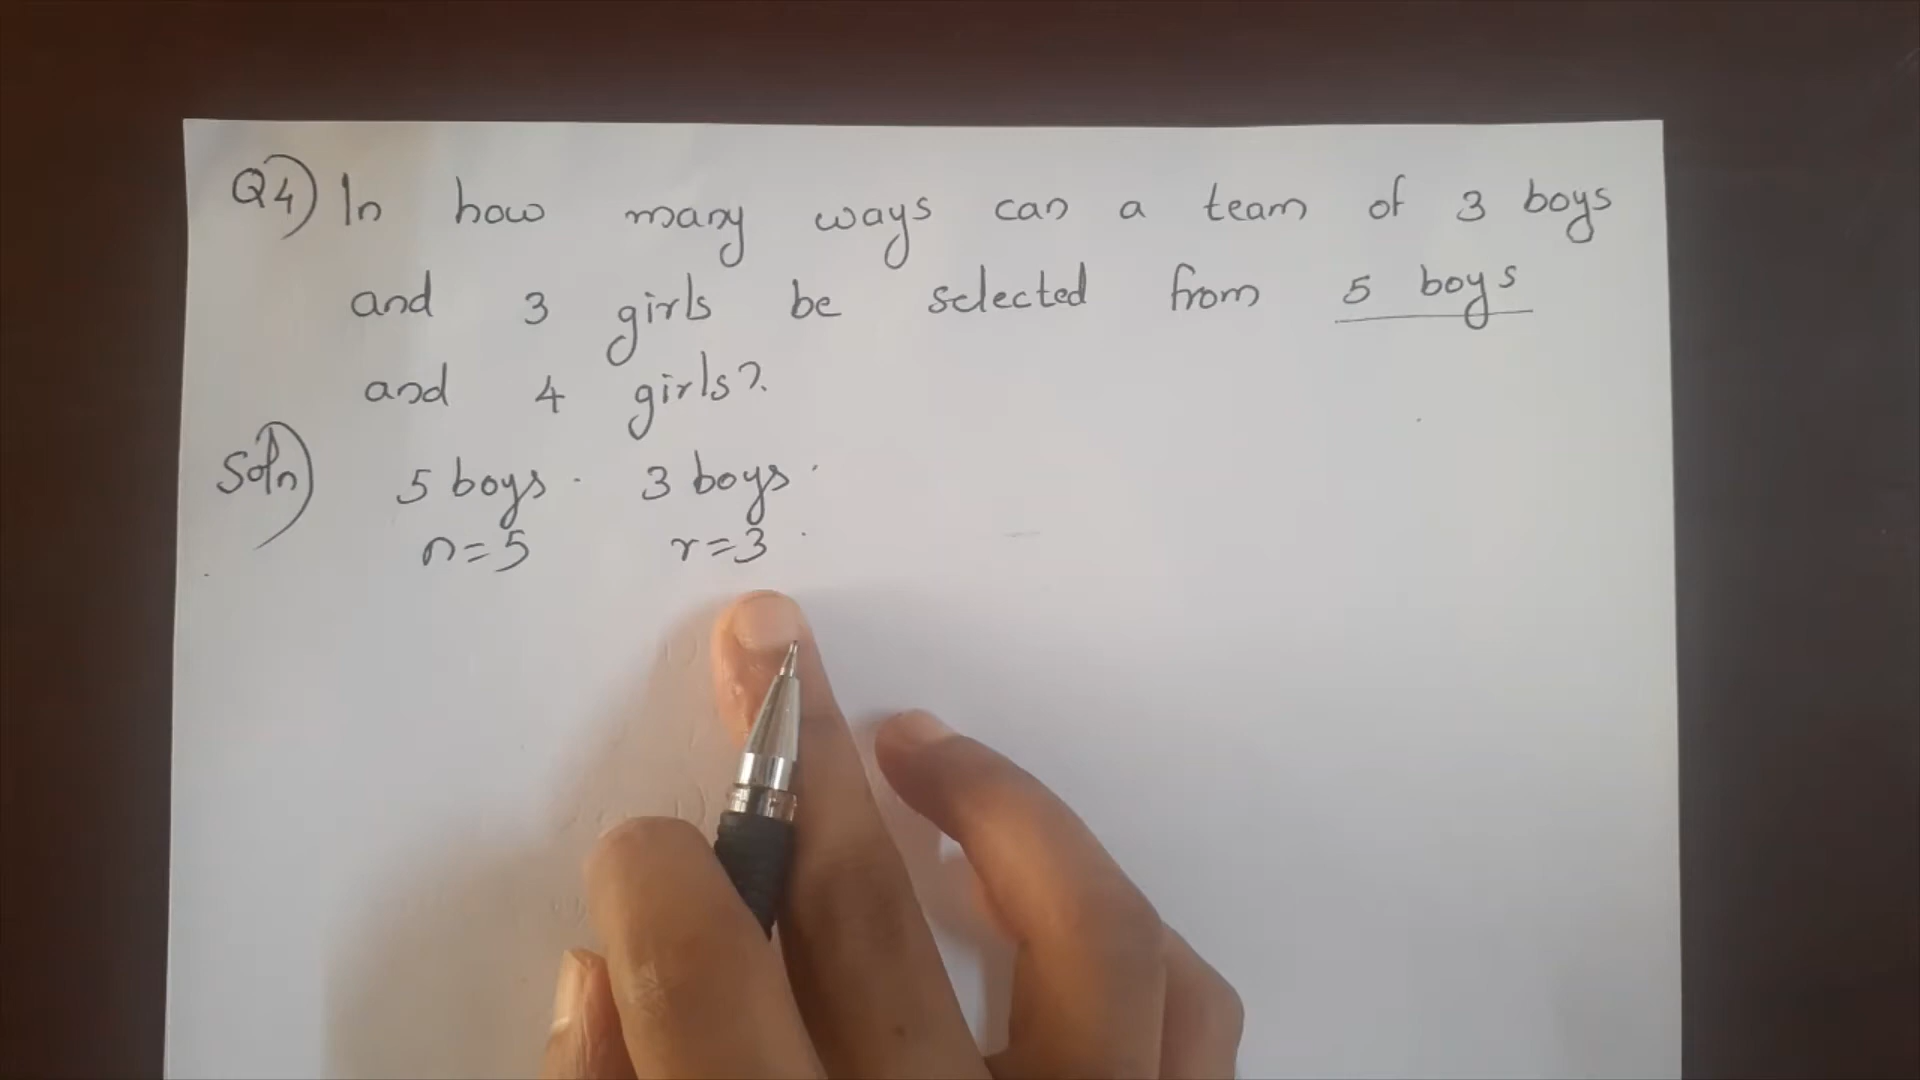 Q4) In how many ways can a team of 3 boys
and 3 girls be selected from 5 boys
and 4 girls?
Soln) 5 boys. 3 boys.
n=5 r=3.